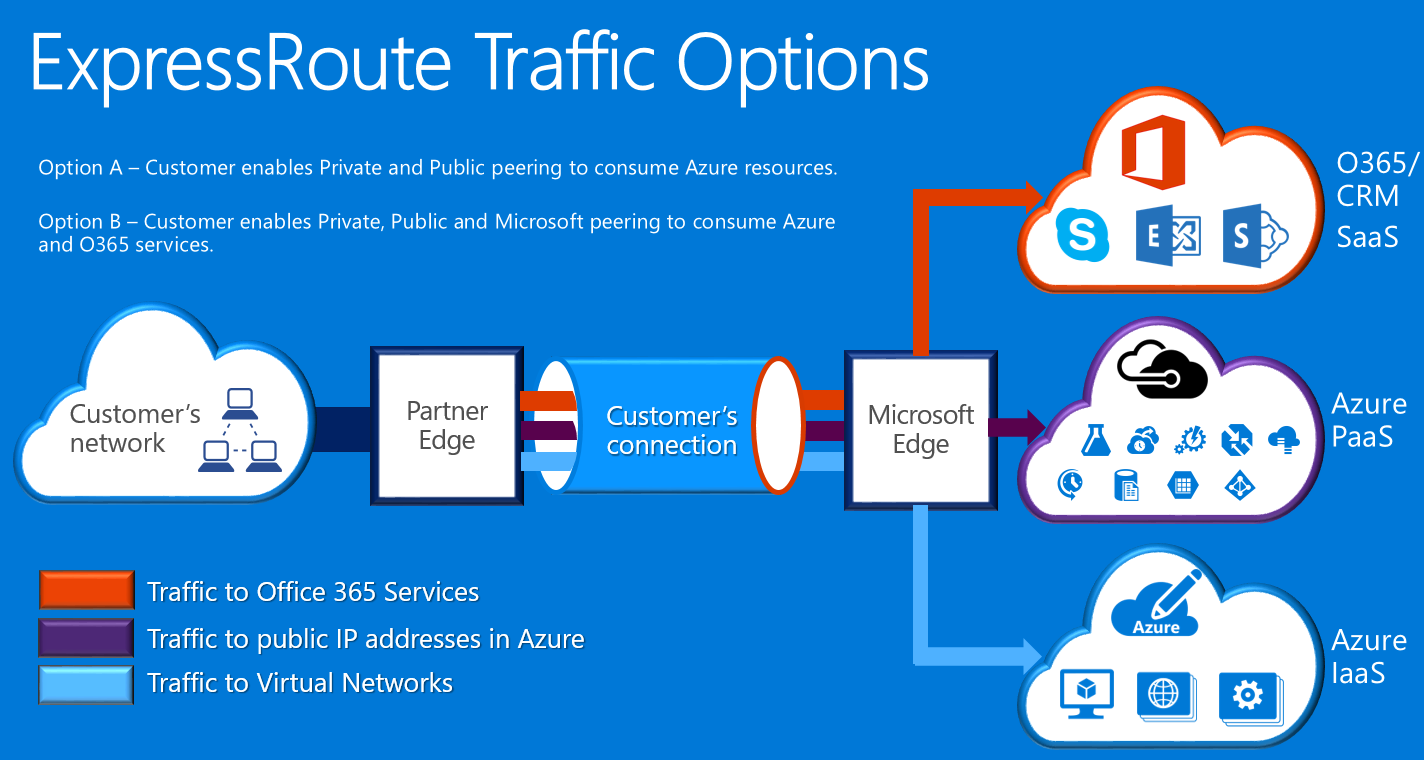 ExpressRoute Traffic Options
Option A – Customer enables Private and Public peering to consume Azure resources.
Option B – Customer enables Private, Public and Microsoft peering to consume Azure
and O365 services.
O365/
CRM
SaaS
S
E
S
Customer's
network
Partner
Edge
Customer's
connection
Microsoft
Edge
Azure
PaaS
Traffic to Office 365 Services
Traffic to public IP addresses in Azure
Traffic to Virtual Networks
Azure
Azure
IaaS